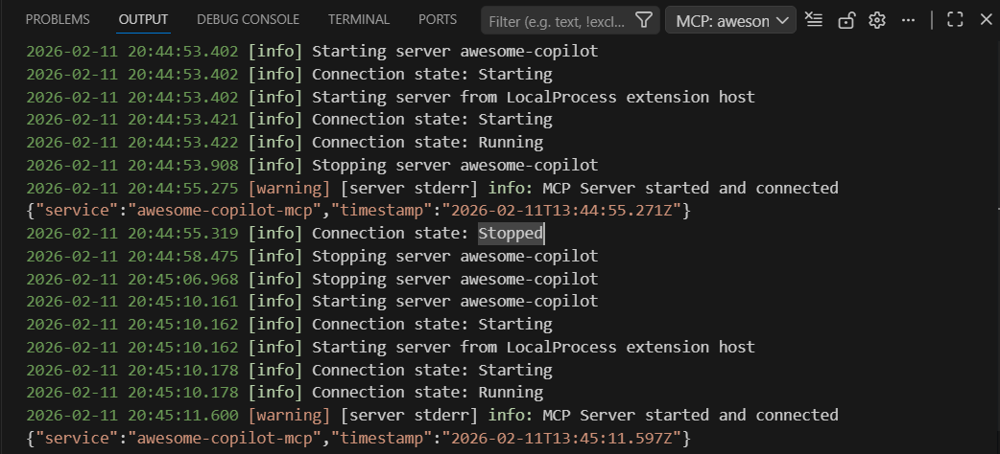 PROBLEMS OUTPUT DEBUG CONSOLE TERMINAL PORTS Filter (e.g. text, !excl... MCP: awesom
2026-02-11 20:44:53.402 [info] Starting server awesome-copilot
2026-02-11 20:44:53.402 [info] Connection state: Starting
2026-02-11 20:44:53.402 [info] Starting server from LocalProcess extension host
2026-02-11 20:44:53.421 [info] Connection state: Starting
2026-02-11 20:44:53.422 [info] Connection state: Running
2026-02-11 20:44:53.908 [info] Stopping server awesome-copilot
2026-02-11 20:44:55.275 [warning] [server stderr] info: MCP Server started and connected
{"service":"awesome-copilot-mcp","timestamp":"2026-02-11T13:44:55.271Z"}
2026-02-11 20:44:55.319 [info] Connection state: Stopped
2026-02-11 20:44:58.475 [info] Stopping server awesome-copilot
2026-02-11 20:45:06.968 [info] Stopping server awesome-copilot
2026-02-11 20:45:10.161 [info] Starting server awesome-copilot
2026-02-11 20:45:10.162 [info] Connection state: Starting
2026-02-11 20:45:10.162 [info] Starting server from LocalProcess extension host
2026-02-11 20:45:10.178 [info] Connection state: Starting
2026-02-11 20:45:10.178 [info] Connection state: Running
2026-02-11 20:45:11.600 [warning] [server stderr] info: MCP Server started and connected
{"service":"awesome-copilot-mcp","timestamp":"2026-02-11T13:45:11.597Z"}